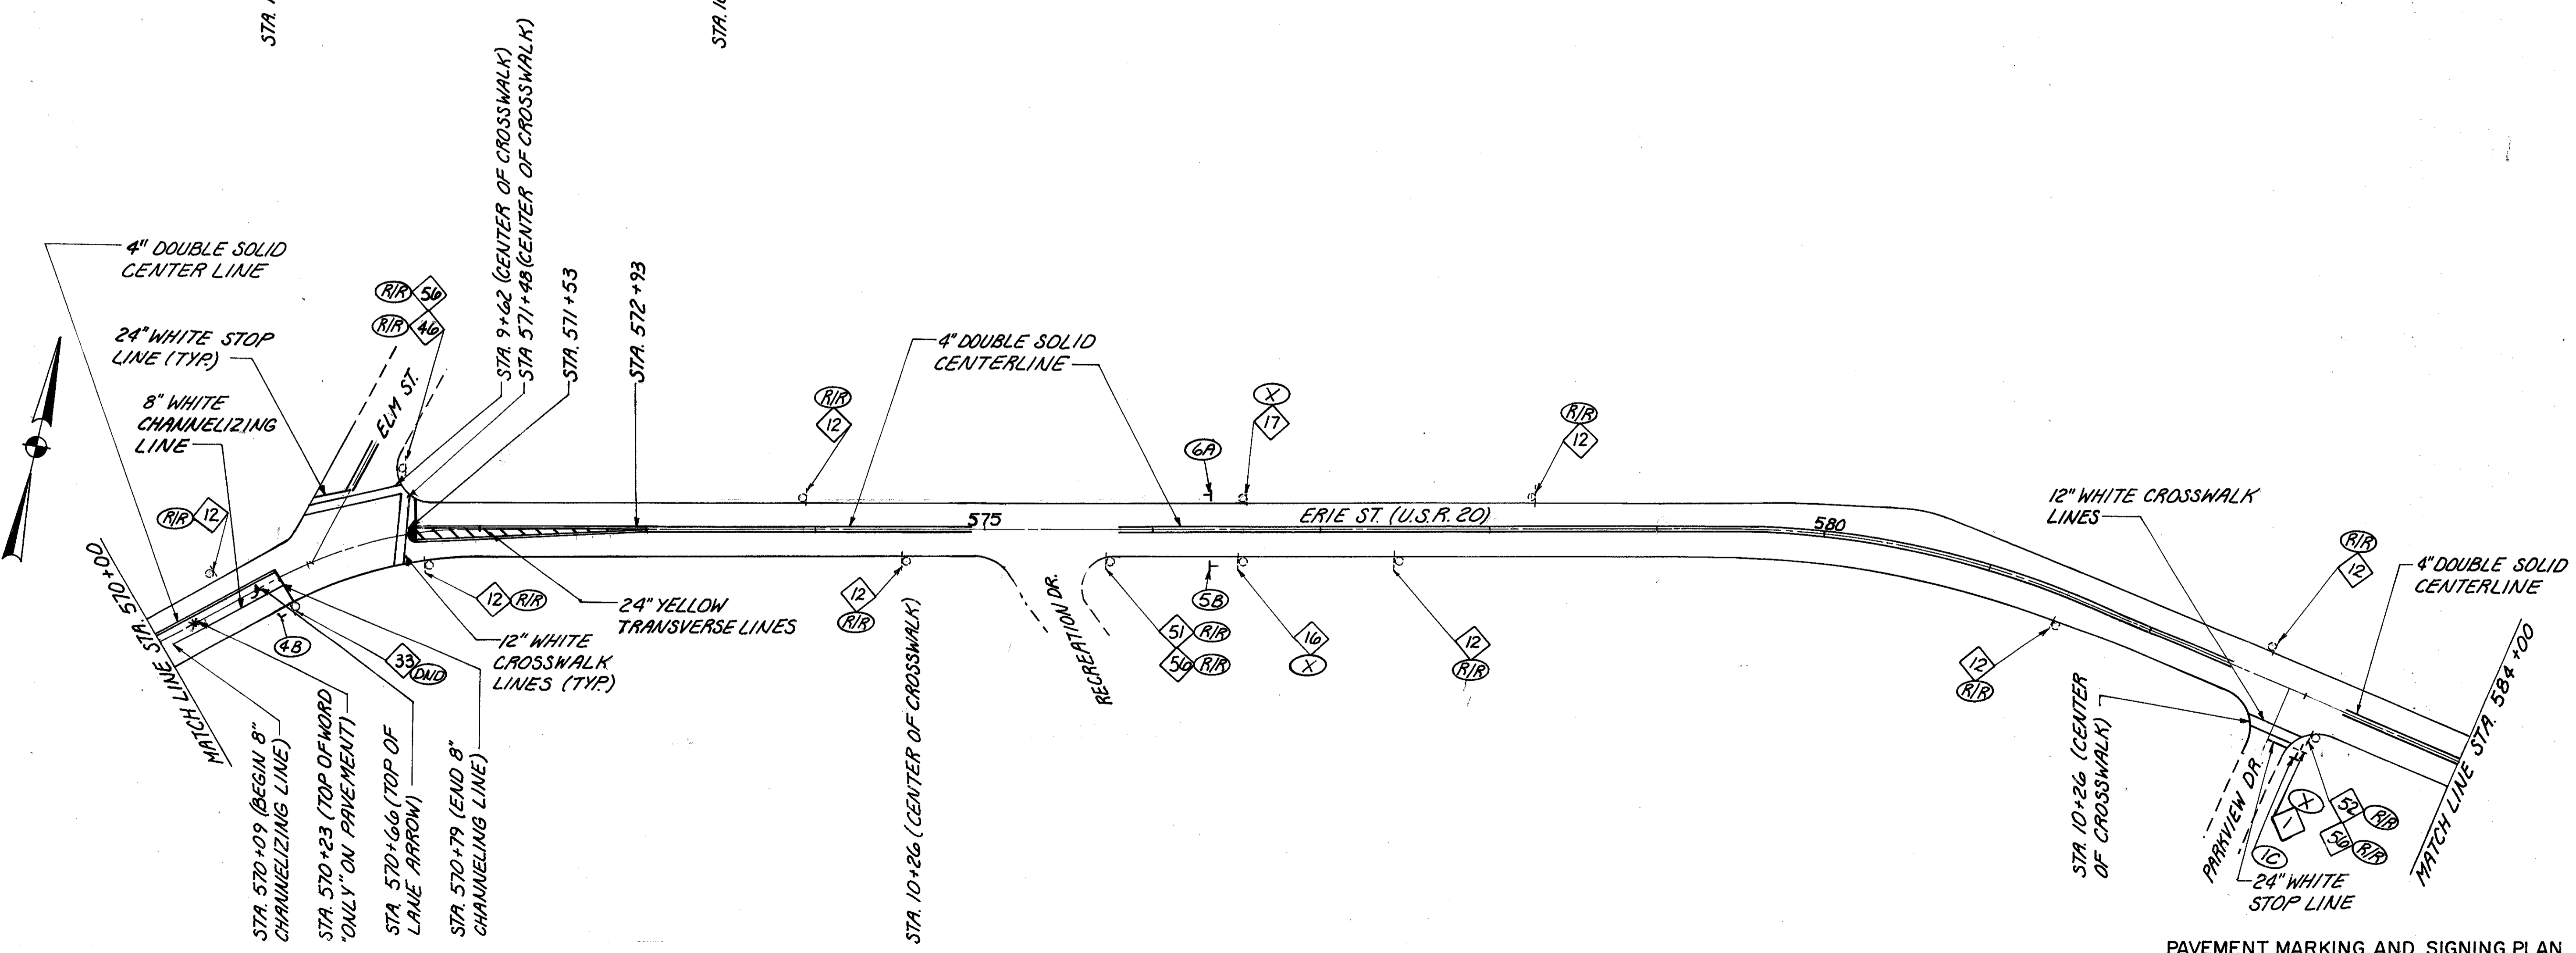 STA. 1
STA. 10
STA. 9+62 (CENTER OF CROSSWALK)
STA 571+48 (CENTER OF CROSSWALK)
STA. 571+53
STA. 572+93
4" DOUBLE SOLID
CENTER LINE
R/R 56
R/R 46
24" WHITE STOP
LINE (TYP.)
8" WHITE
CHANNELIZING
LINE
ELM ST.
R/R 12
MATCH LINE STA. 570+00
R/R
12
4" DOUBLE SOLID
CENTERLINE
X
17
6A
R/R
12
575
ERIE ST. (U.S.R. 20)
580
12" WHITE CROSSWALK
LINES
R/R
12
4" DOUBLE SOLID
CENTERLINE
4B
33 DND
12 R/R
24" YELLOW
TRANSVERSE LINES
12" WHITE
CROSSWALK
LINES (TYP.)
12
R/R
RECREATION DR.
51 R/R
56 R/R
5B
16
X
12
R/R
12
R/R
STA. 570+09 (BEGIN 8"
CHANNELIZING LINE)
STA. 570+23 (TOP OF WORD
"ONLY" ON PAVEMENT)
STA. 570+66 (TOP OF
LANE ARROW)
STA. 570+79 (END 8"
CHANNELING LINE)
STA. 10+26 (CENTER OF CROSSWALK)
STA. 10+26 (CENTER
OF CROSSWALK)
PARKVIEW DR.
X
1
1C
52 R/R
56 R/R
24" WHITE
STOP LINE
MATCH LINE STA. 584+00
PAVEMENT MARKING AND SIGNING PLAN